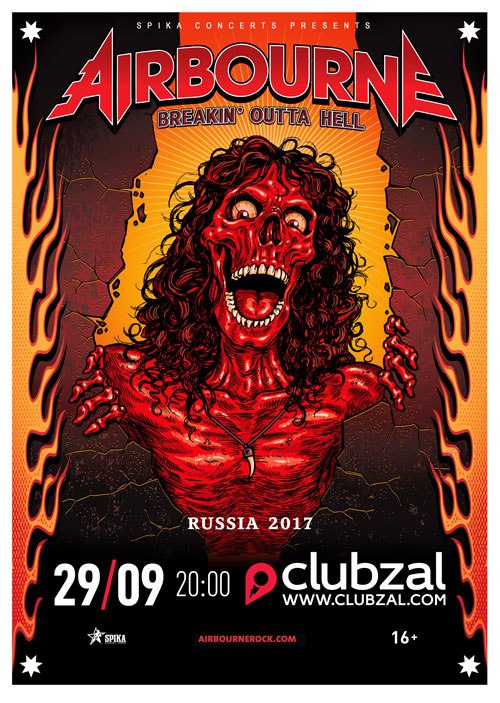 SPIKA CONCERTS PRESENTS
AIRBOURNE
BREAKIN' OUTTA HELL
RUSSIA 2017
29/09 20:00 clubzal
WWW.CLUBZAL.COM
SPIKA
AIRBOURNEROCK.COM
16+